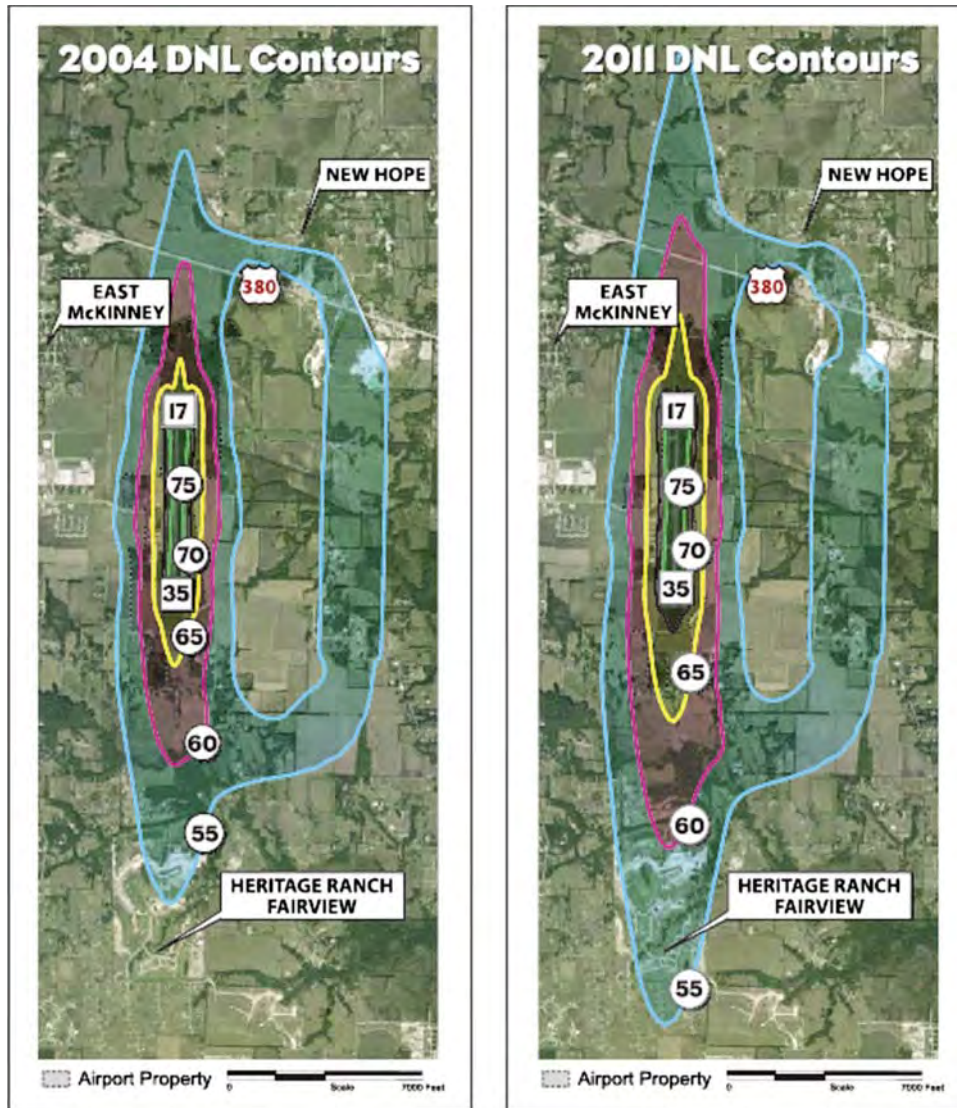 2004 DNL Contours
NEW HOPE
380
EAST
McKINNEY
17
75
70
35
65
60
55
HERITAGE RANCH
FAIRVIEW
Airport Property
0
Scale
7000 Feet
2011 DNL Contours
NEW HOPE
380
EAST
McKINNEY
17
75
70
35
65
60
HERITAGE RANCH
FAIRVIEW
55
Airport Property
0
Scale
7000 Feet